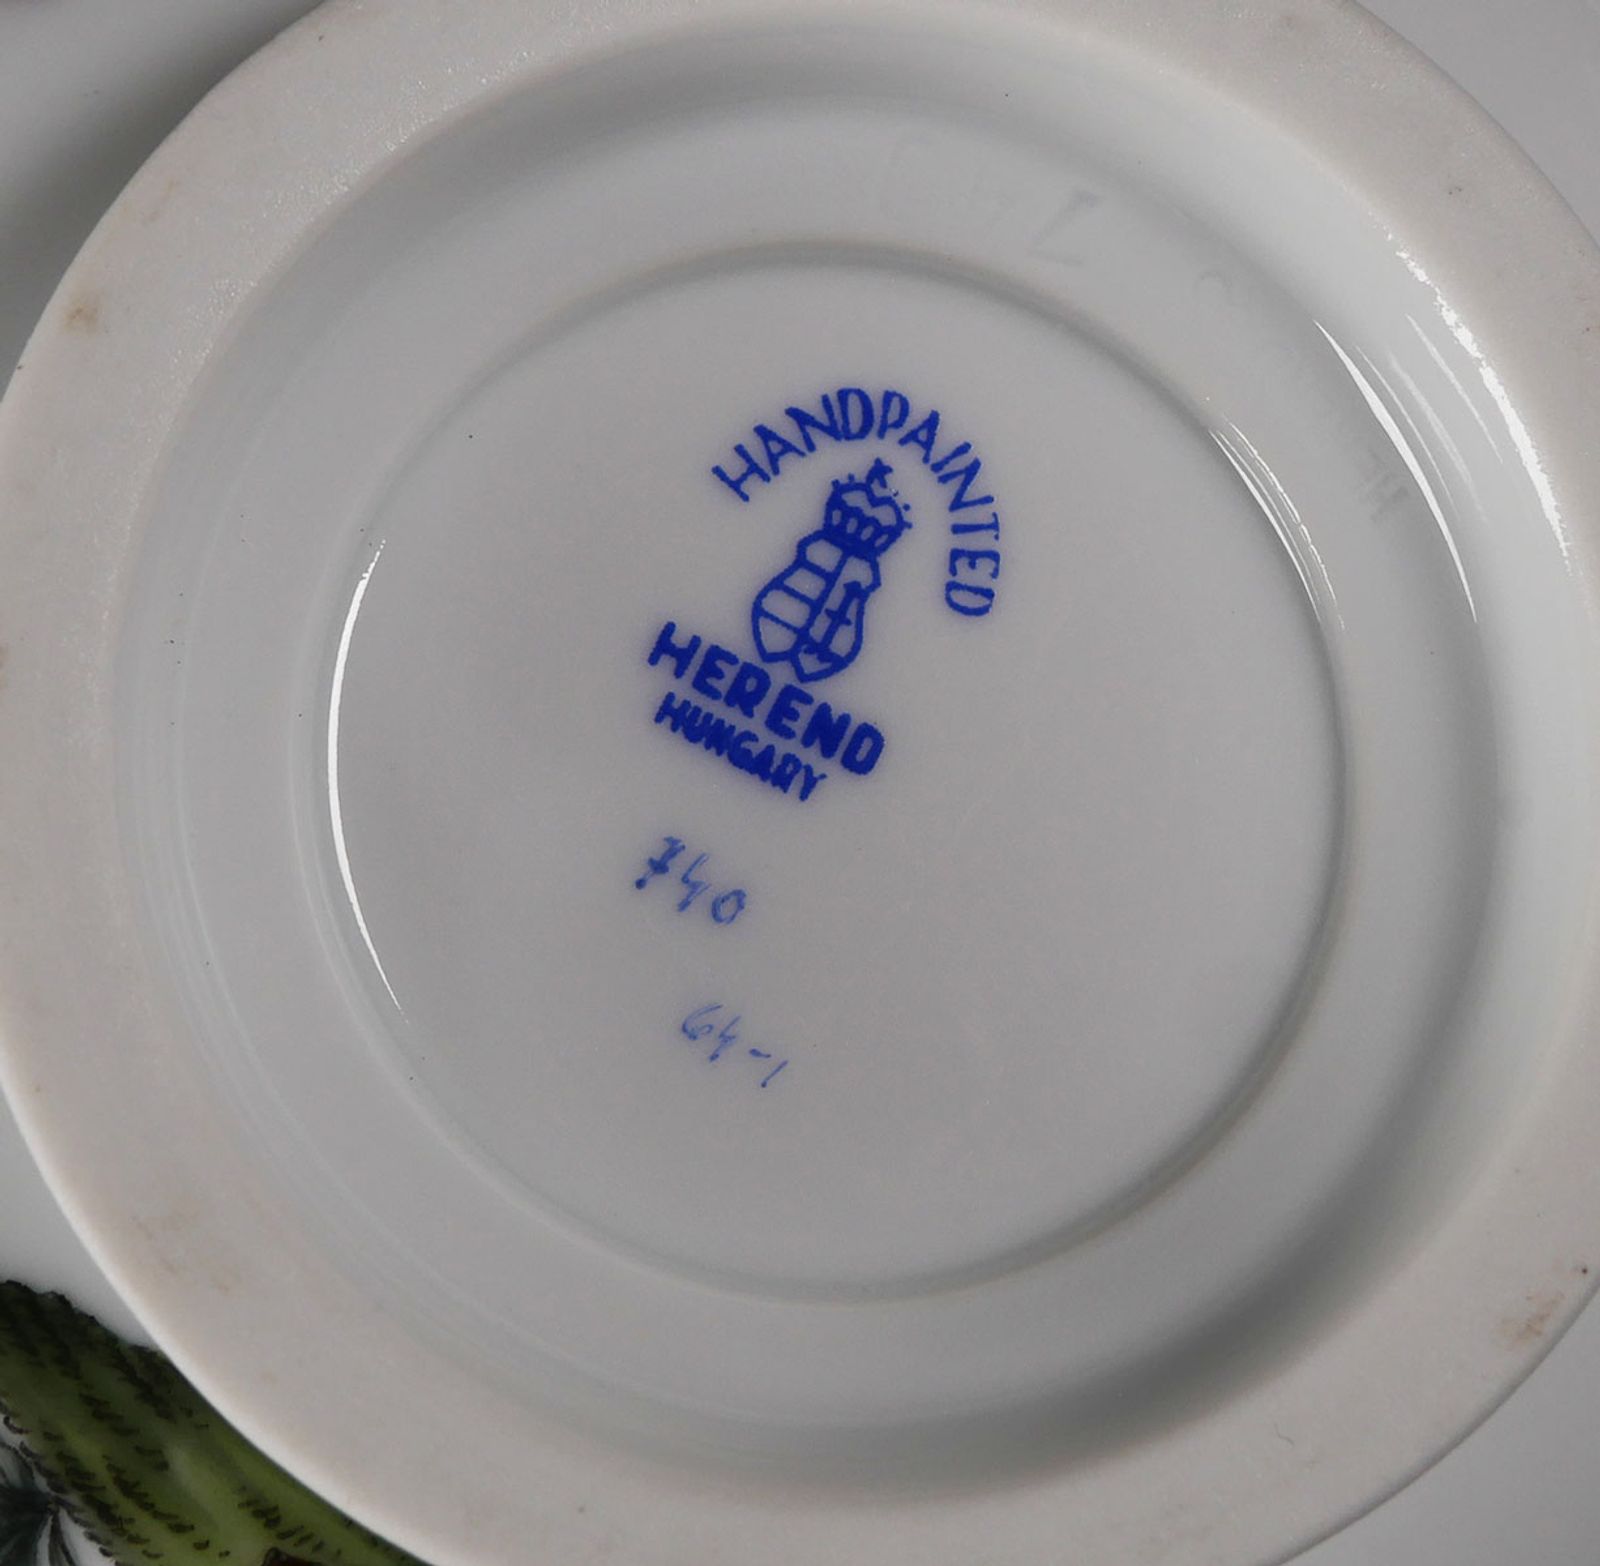 HANDPAINTED
HEREND
HUNGARY
740
64-1